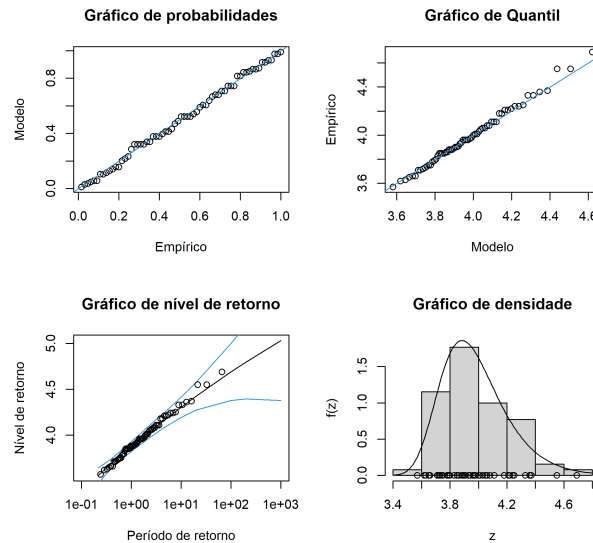 Gráfico de probabilidades
Modelo
0.0 0.4 0.8
0.0 0.2 0.4 0.6 0.8 1.0
Empírico
Gráfico de Quantil
Empírico
3.6 4.0 4.4
3.6 3.8 4.0 4.2 4.4 4.6
Modelo
Gráfico de nível de retorno
Nível de retorno
4.0 4.5 5.0
1e-01 1e+00 1e+01 1e+02 1e+03
Período de retorno
Gráfico de densidade
f(z)
0.0 0.5 1.0 1.5
3.4 3.8 4.2 4.6
z